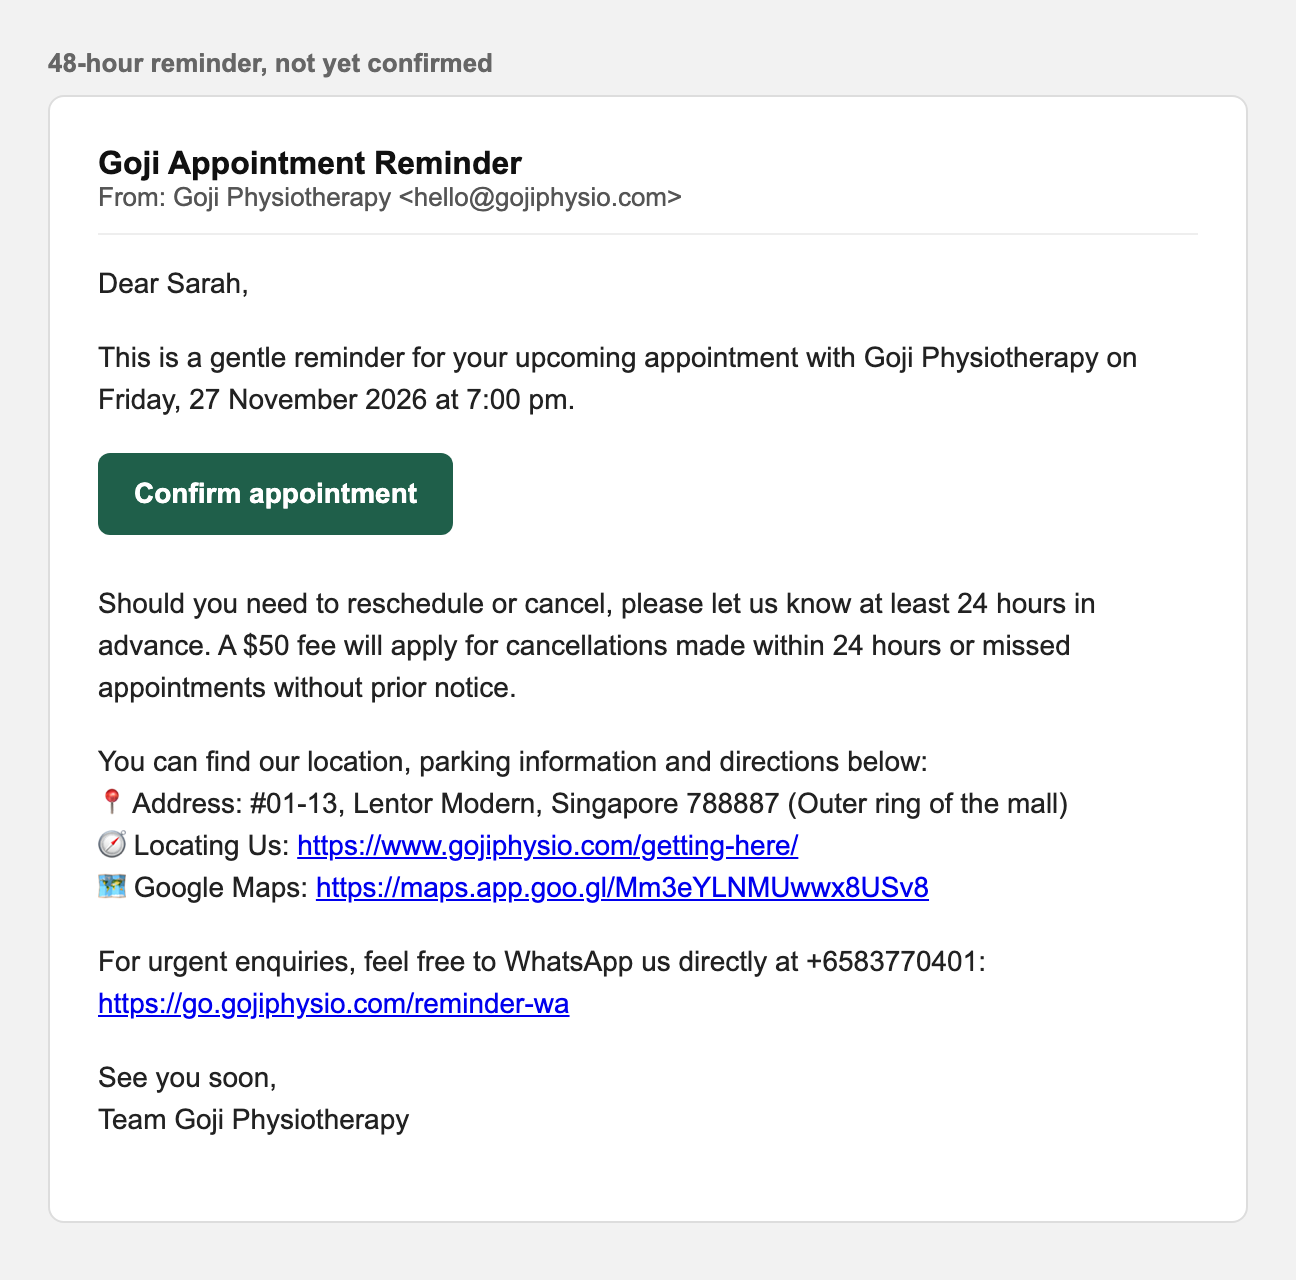 48-hour reminder, not yet confirmed
Goji Appointment Reminder
From: Goji Physiotherapy <hello@gojiphysio.com>
Dear Sarah,
This is a gentle reminder for your upcoming appointment with Goji Physiotherapy on
Friday, 27 November 2026 at 7:00 pm.
Confirm appointment
Should you need to reschedule or cancel, please let us know at least 24 hours in
advance. A $50 fee will apply for cancellations made within 24 hours or missed
appointments without prior notice.
You can find our location, parking information and directions below:
📍 Address: #01-13, Lentor Modern, Singapore 788887 (Outer ring of the mall)
🧭 Locating Us: https://www.gojiphysio.com/getting-here/
🗺️ Google Maps: https://maps.app.goo.gl/Mm3eYLNMUwwx8USv8
For urgent enquiries, feel free to WhatsApp us directly at +6583770401:
https://go.gojiphysio.com/reminder-wa
See you soon,
Team Goji Physiotherapy